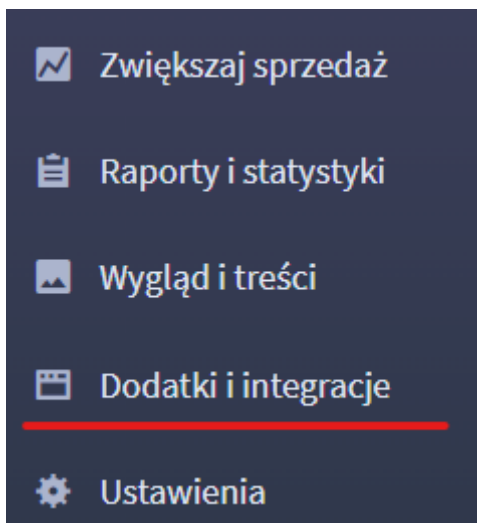 Zwiększaj sprzedaż
Raporty i statystyki
Wygląd i treści
Dodatki i integracje
Ustawienia